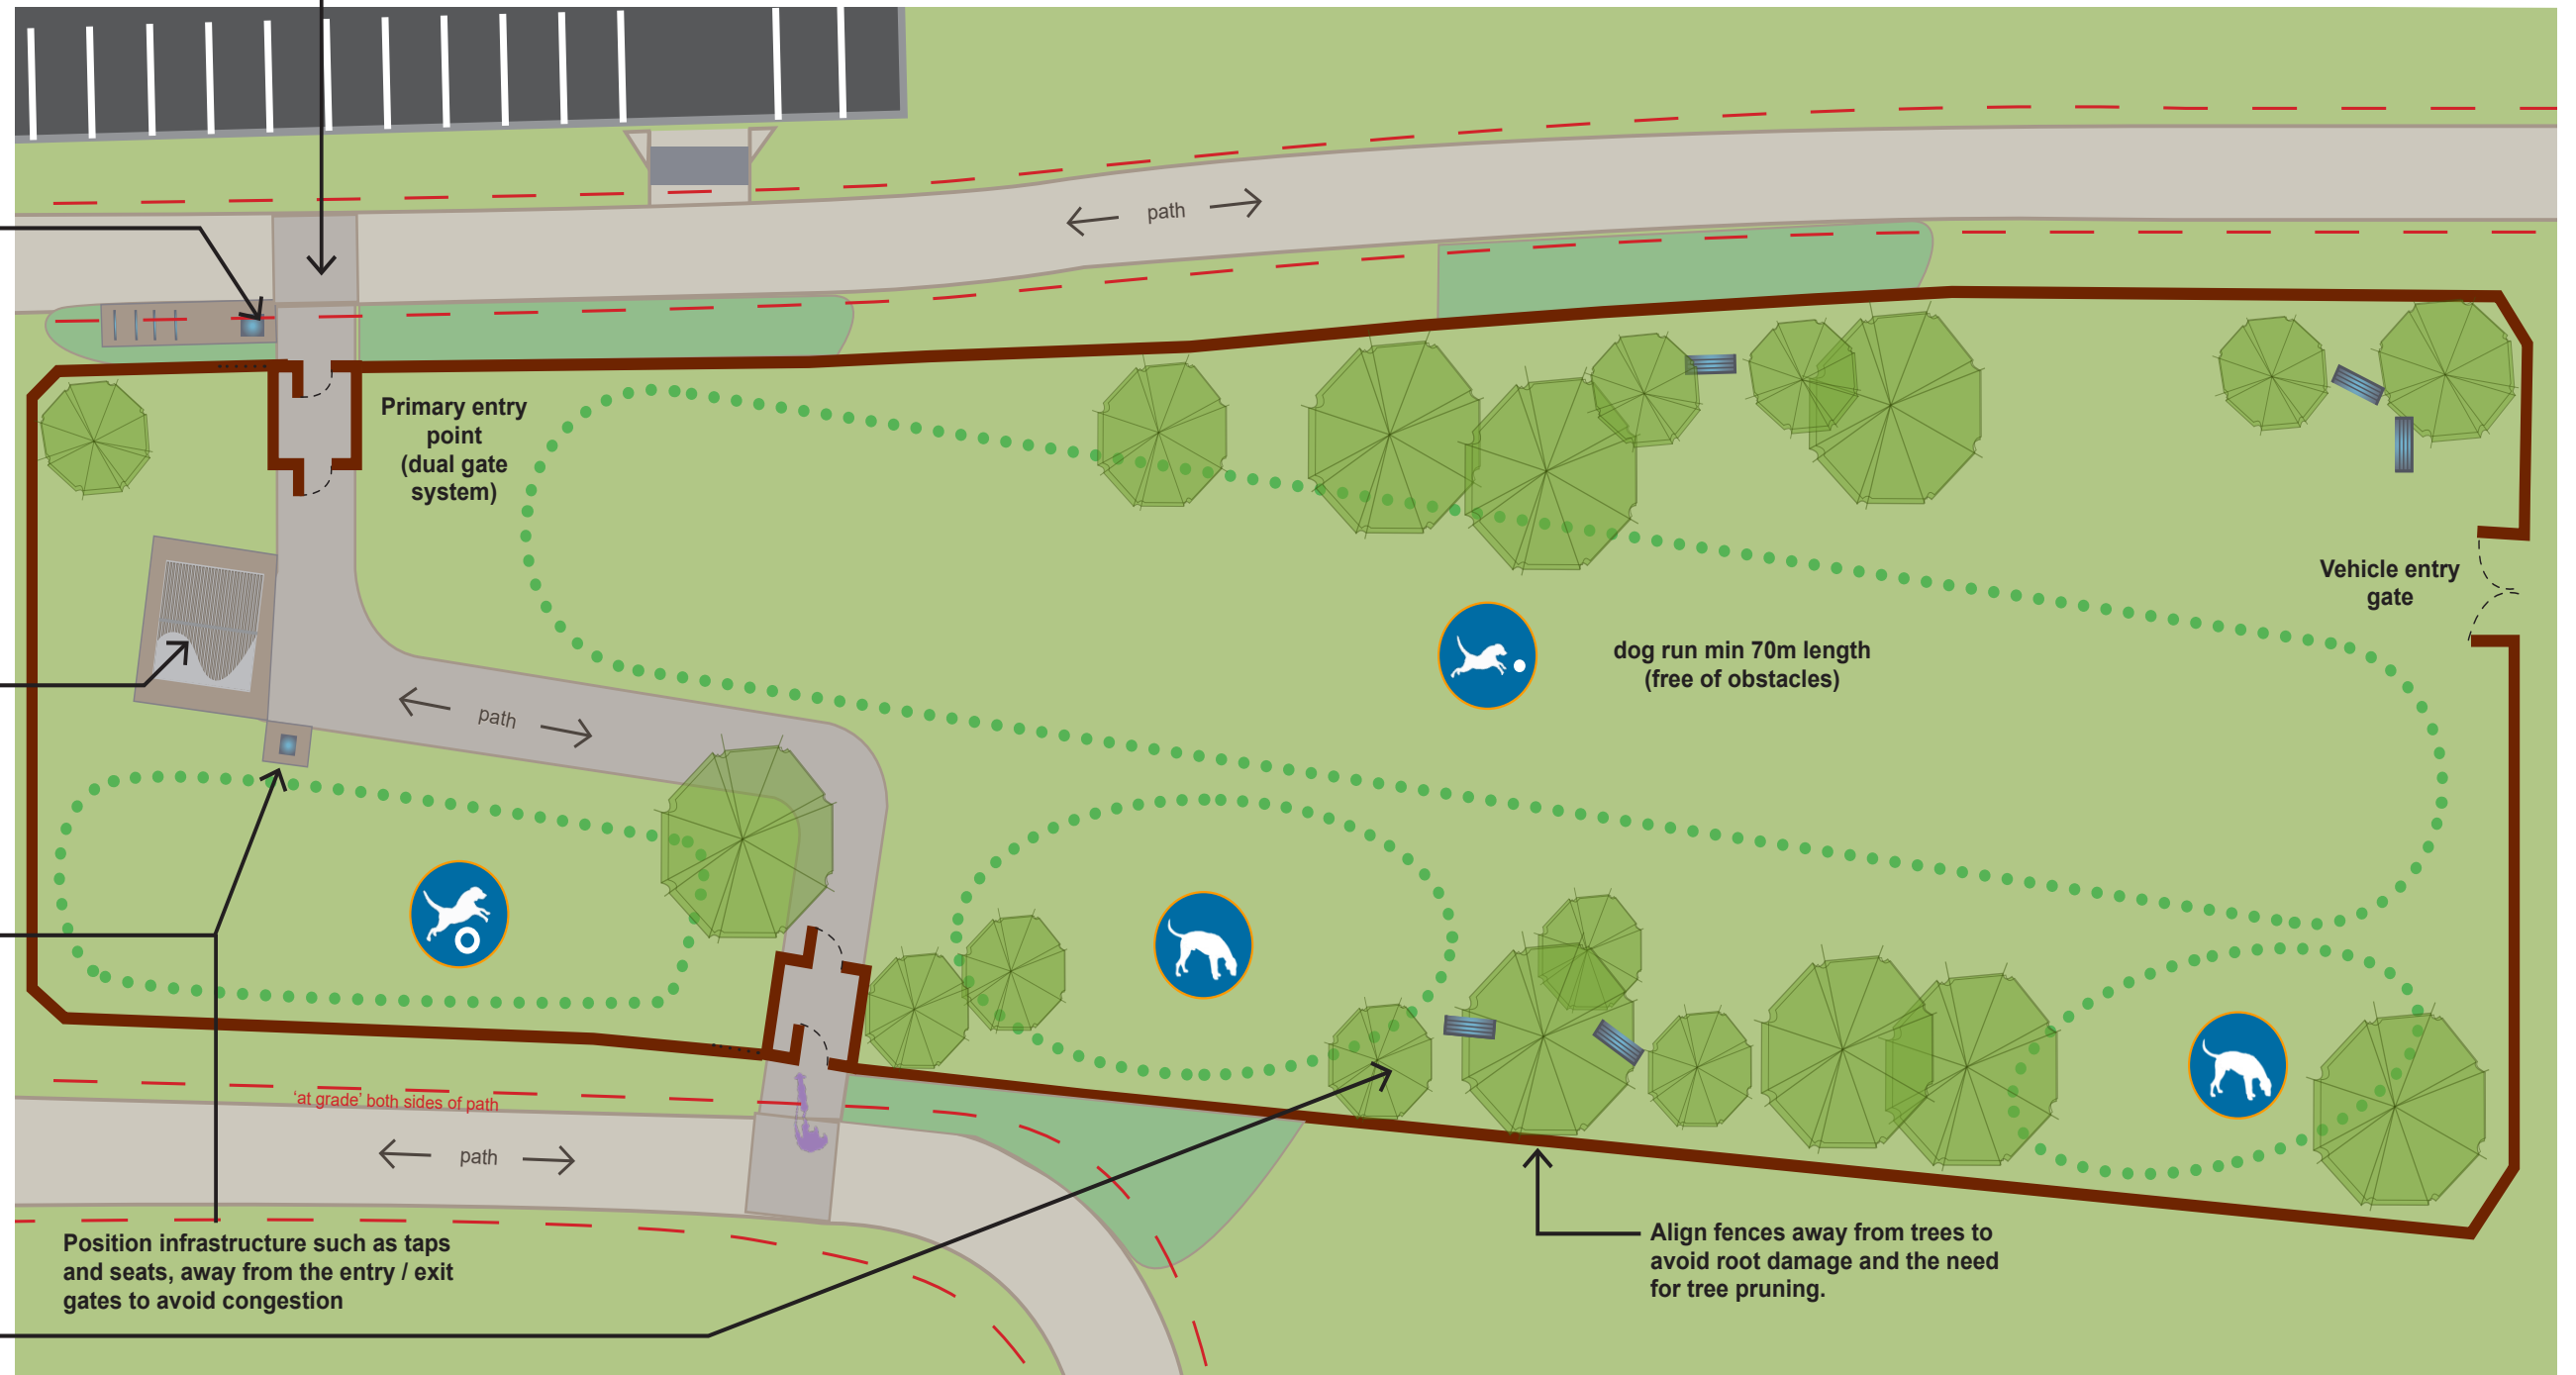 path
Primary entry
point
(dual gate
system)
Vehicle entry
gate
dog run min 70m length
(free of obstacles)
path
'at grade' both sides of path
path
Position infrastructure such as taps
and seats, away from the entry / exit
gates to avoid congestion
Align fences away from trees to
avoid root damage and the need
for tree pruning.